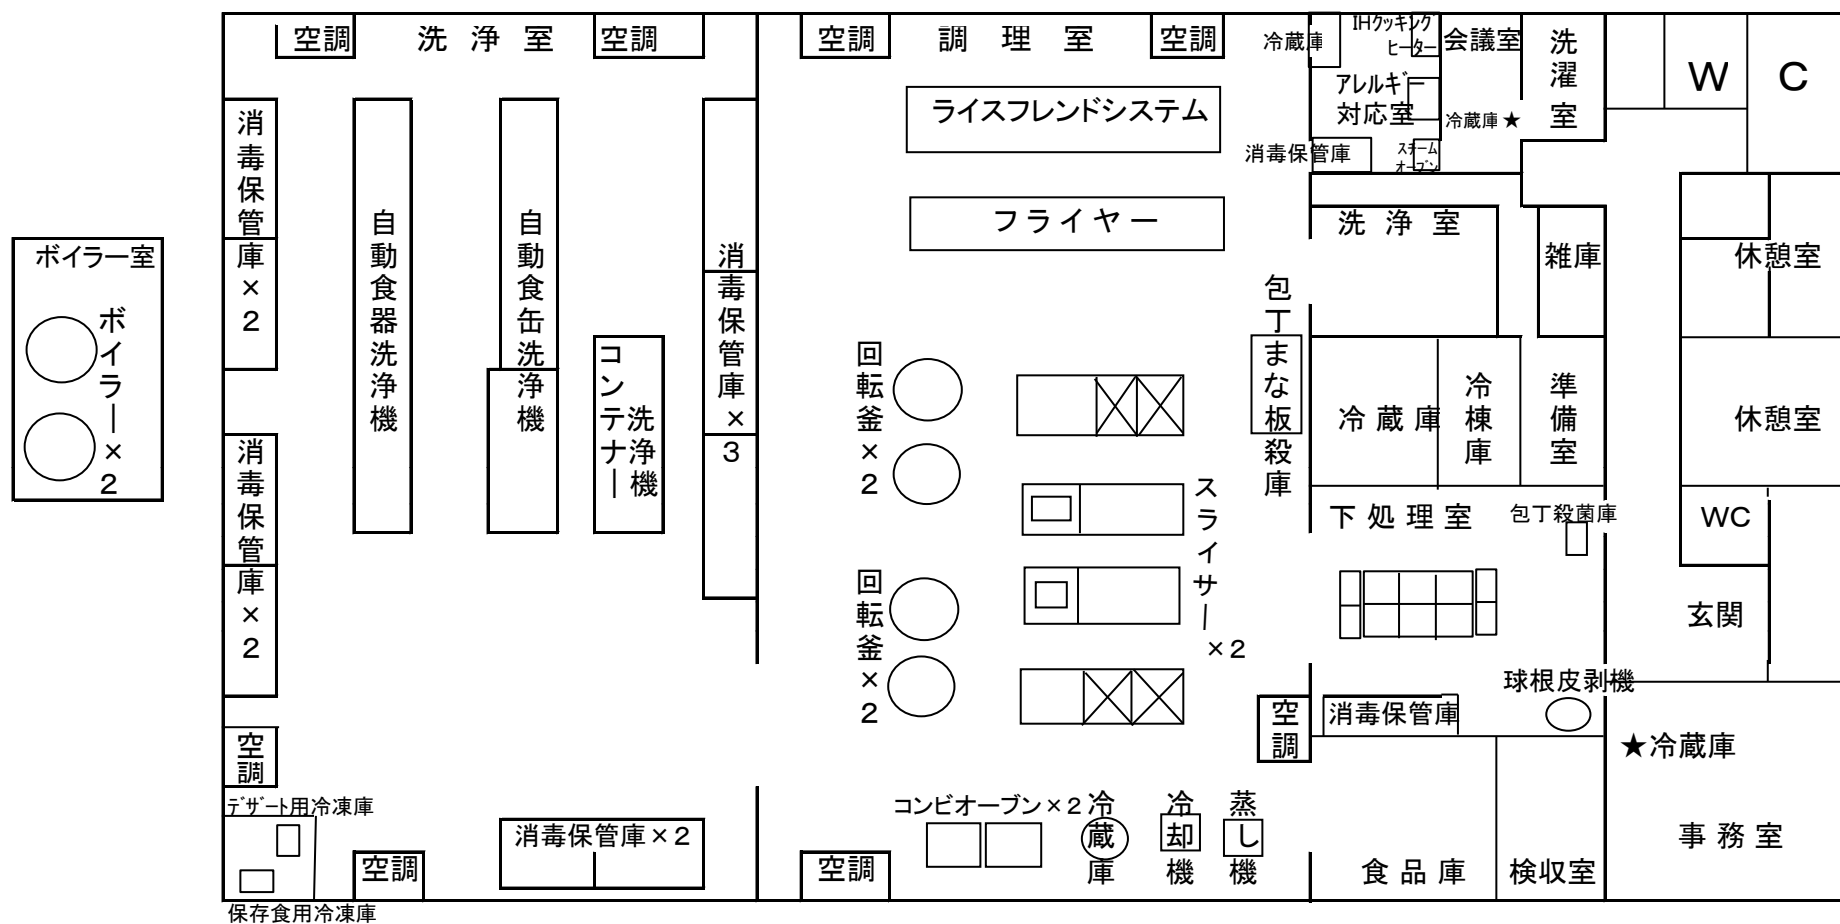 空調
洗浄室
空調
空調
調理室
空調
冷蔵庫
IHクッキング
ヒーター
会議室
洗濯室
W
C
ライスフレンドシステム
アレルギー
対応室
冷蔵庫★
消毒保管庫
スチーム
オーブン
フライヤー
洗浄室
雑庫
休憩室
ボイラー室
ボイラー×2
消毒保管庫×2
自動食器洗浄機
自動食缶洗浄機
コンテナー
洗浄機
消毒保管庫×3
回転釜×2
包丁まな板殺庫
冷蔵庫
冷棟庫
準備室
休憩室
消毒保管庫×2
スライサー×2
下処理室
包丁殺菌庫
WC
回転釜×2
玄関
球根皮剥機
空調
消毒保管庫
空調
★冷蔵庫
デザート用冷凍庫
消毒保管庫×2
空調
空調
コンビオーブン×2
冷蔵庫
冷却機
蒸し機
食品庫
検収室
事務室
保存食用冷凍庫